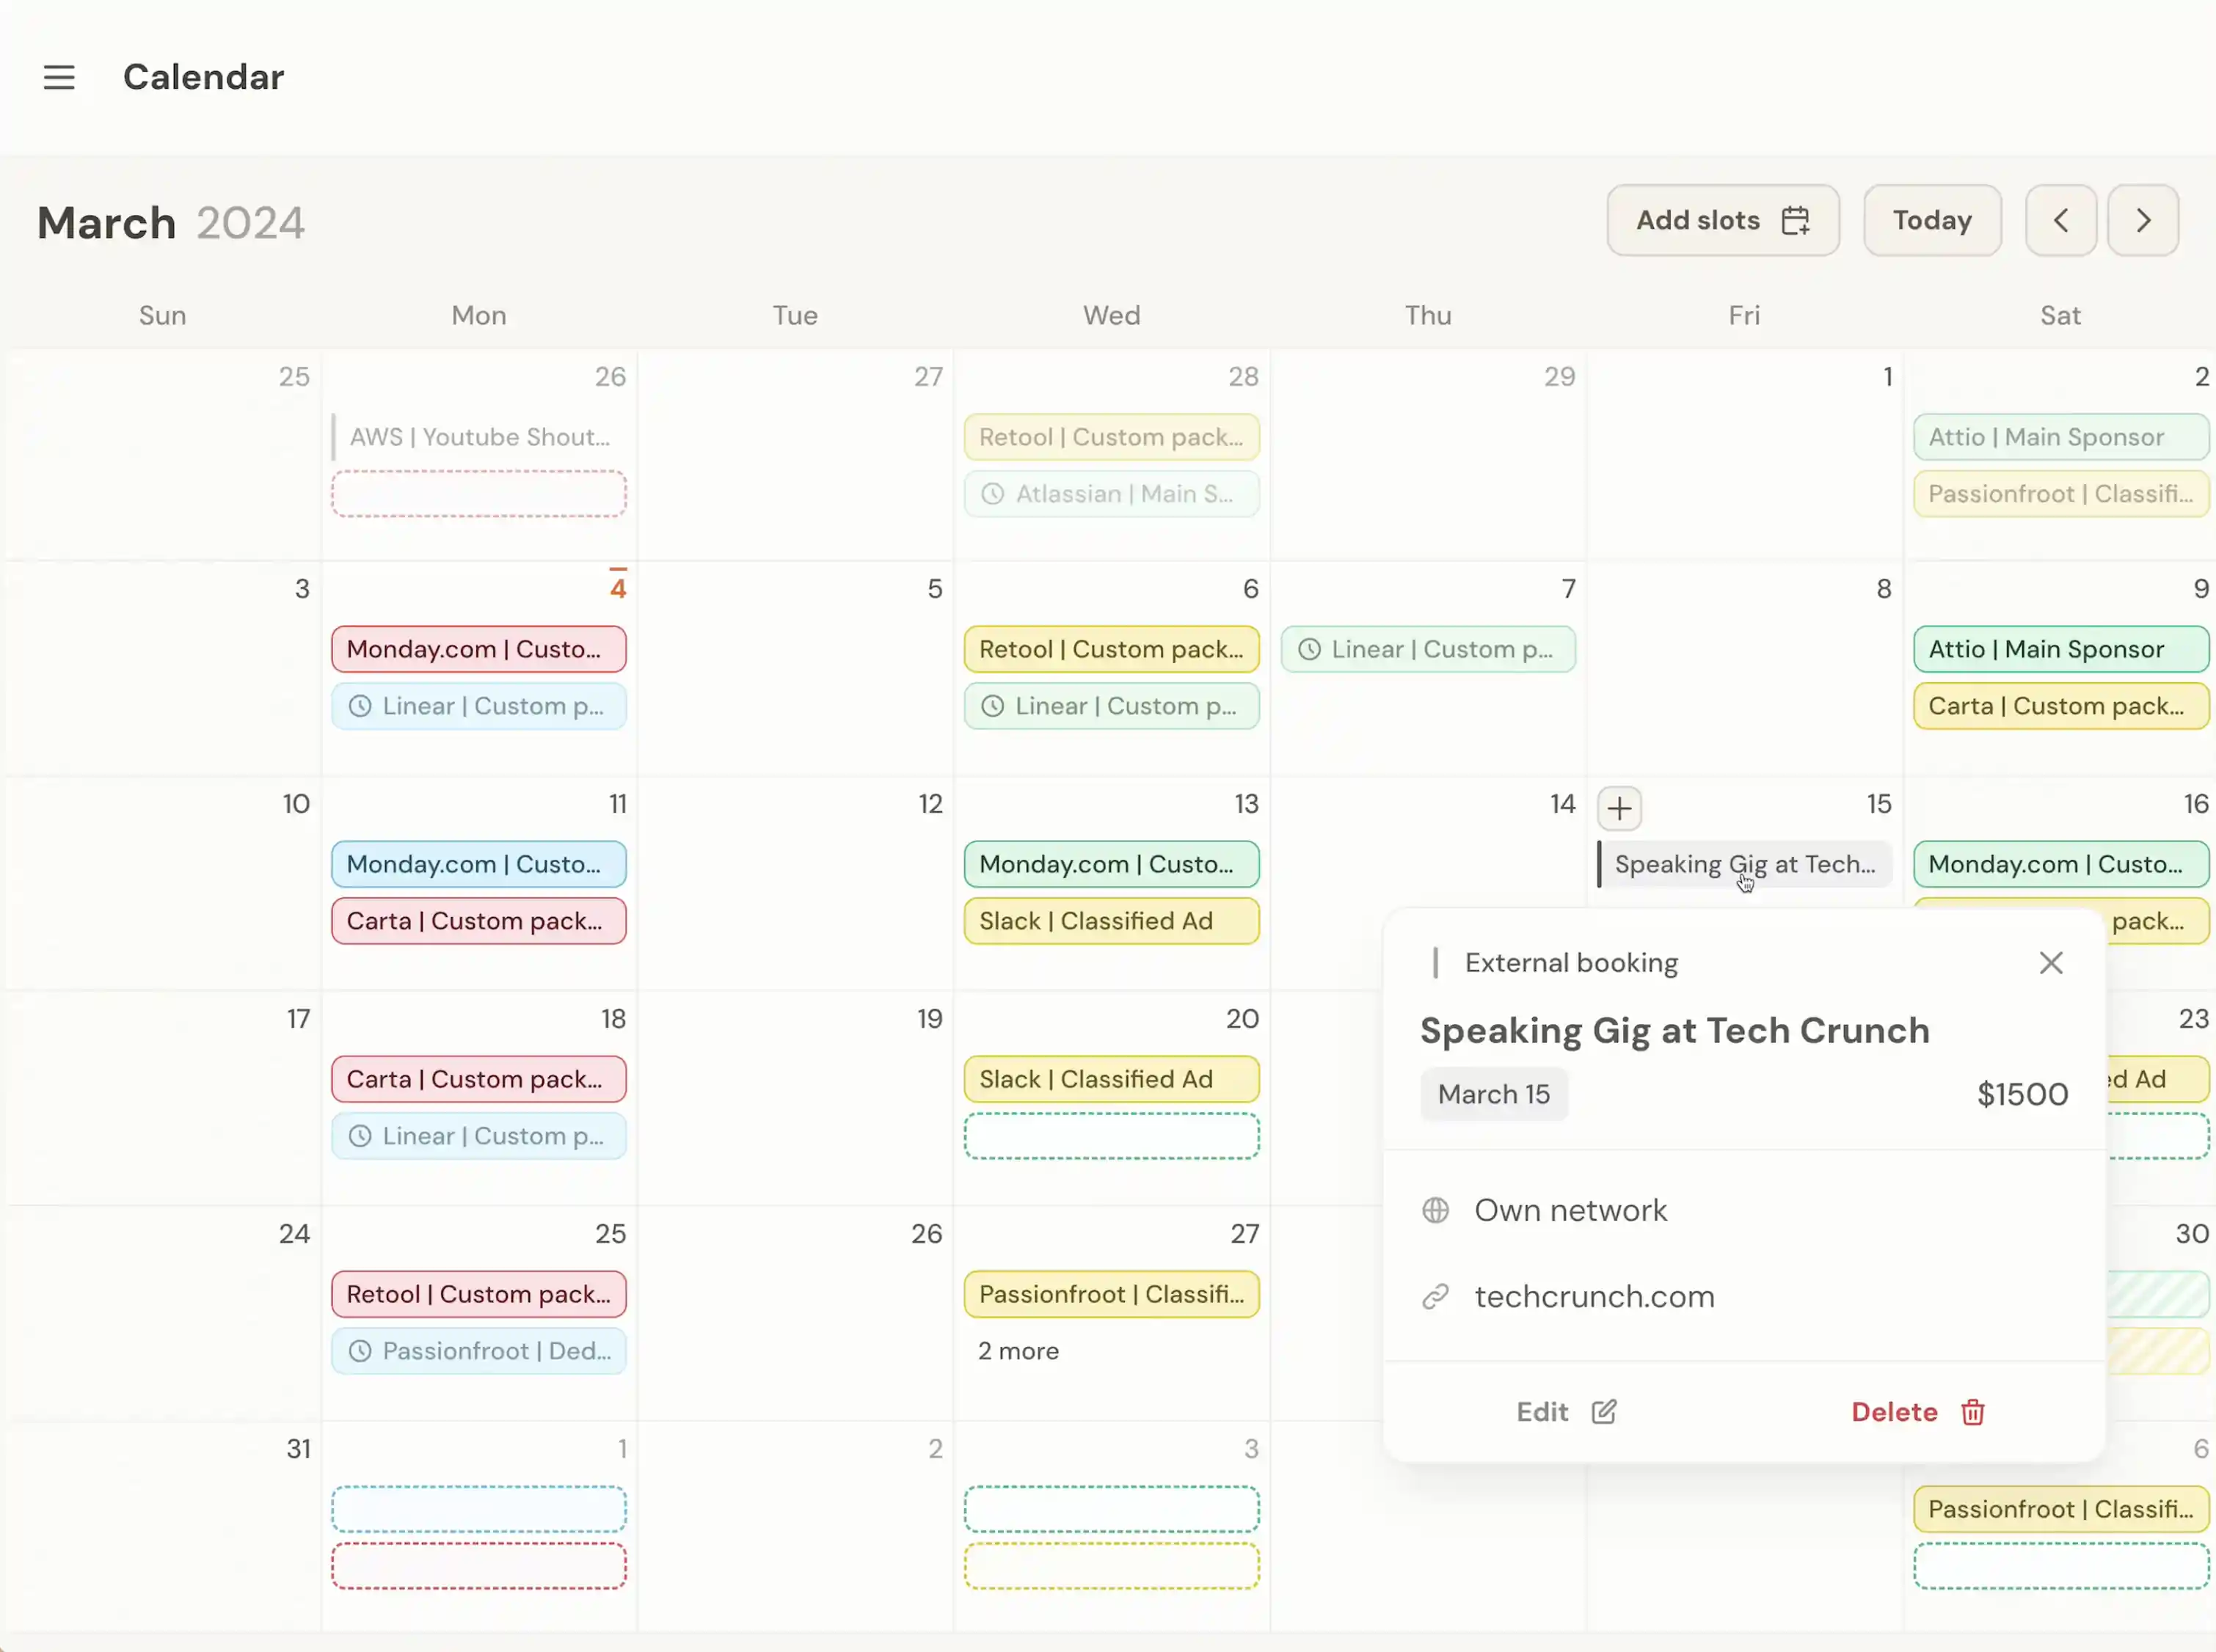 Calendar
March 2024
Add slots
Today
Sun Mon Tue Wed Thu Fri Sat
25 26 27 28 29 1 2
AWS | Youtube Shout... Retool | Custom pack... Attio | Main Sponsor
Atlassian | Main S... Passionfroot | Classifi...
3 4 5 6 7 8 9
Monday.com | Custo... Retool | Custom pack... Linear | Custom p... Attio | Main Sponsor
Linear | Custom p... Linear | Custom p... Carta | Custom pack...
10 11 12 13 14 15 16
Monday.com | Custo... Monday.com | Custo... Speaking Gig at Tech... Monday.com | Custo...
Carta | Custom pack... Slack | Classified Ad pack...
External booking
Speaking Gig at Tech Crunch
March 15 $1500
Own network
techcrunch.com
Edit Delete
17 18 19 20 23
Carta | Custom pack... Slack | Classified Ad Ad
Linear | Custom p...
24 25 26 27 30
Retool | Custom pack... Passionfroot | Classifi...
Passionfroot | Ded... 2 more
31 1 2 3 6
Passionfroot | Classifi...